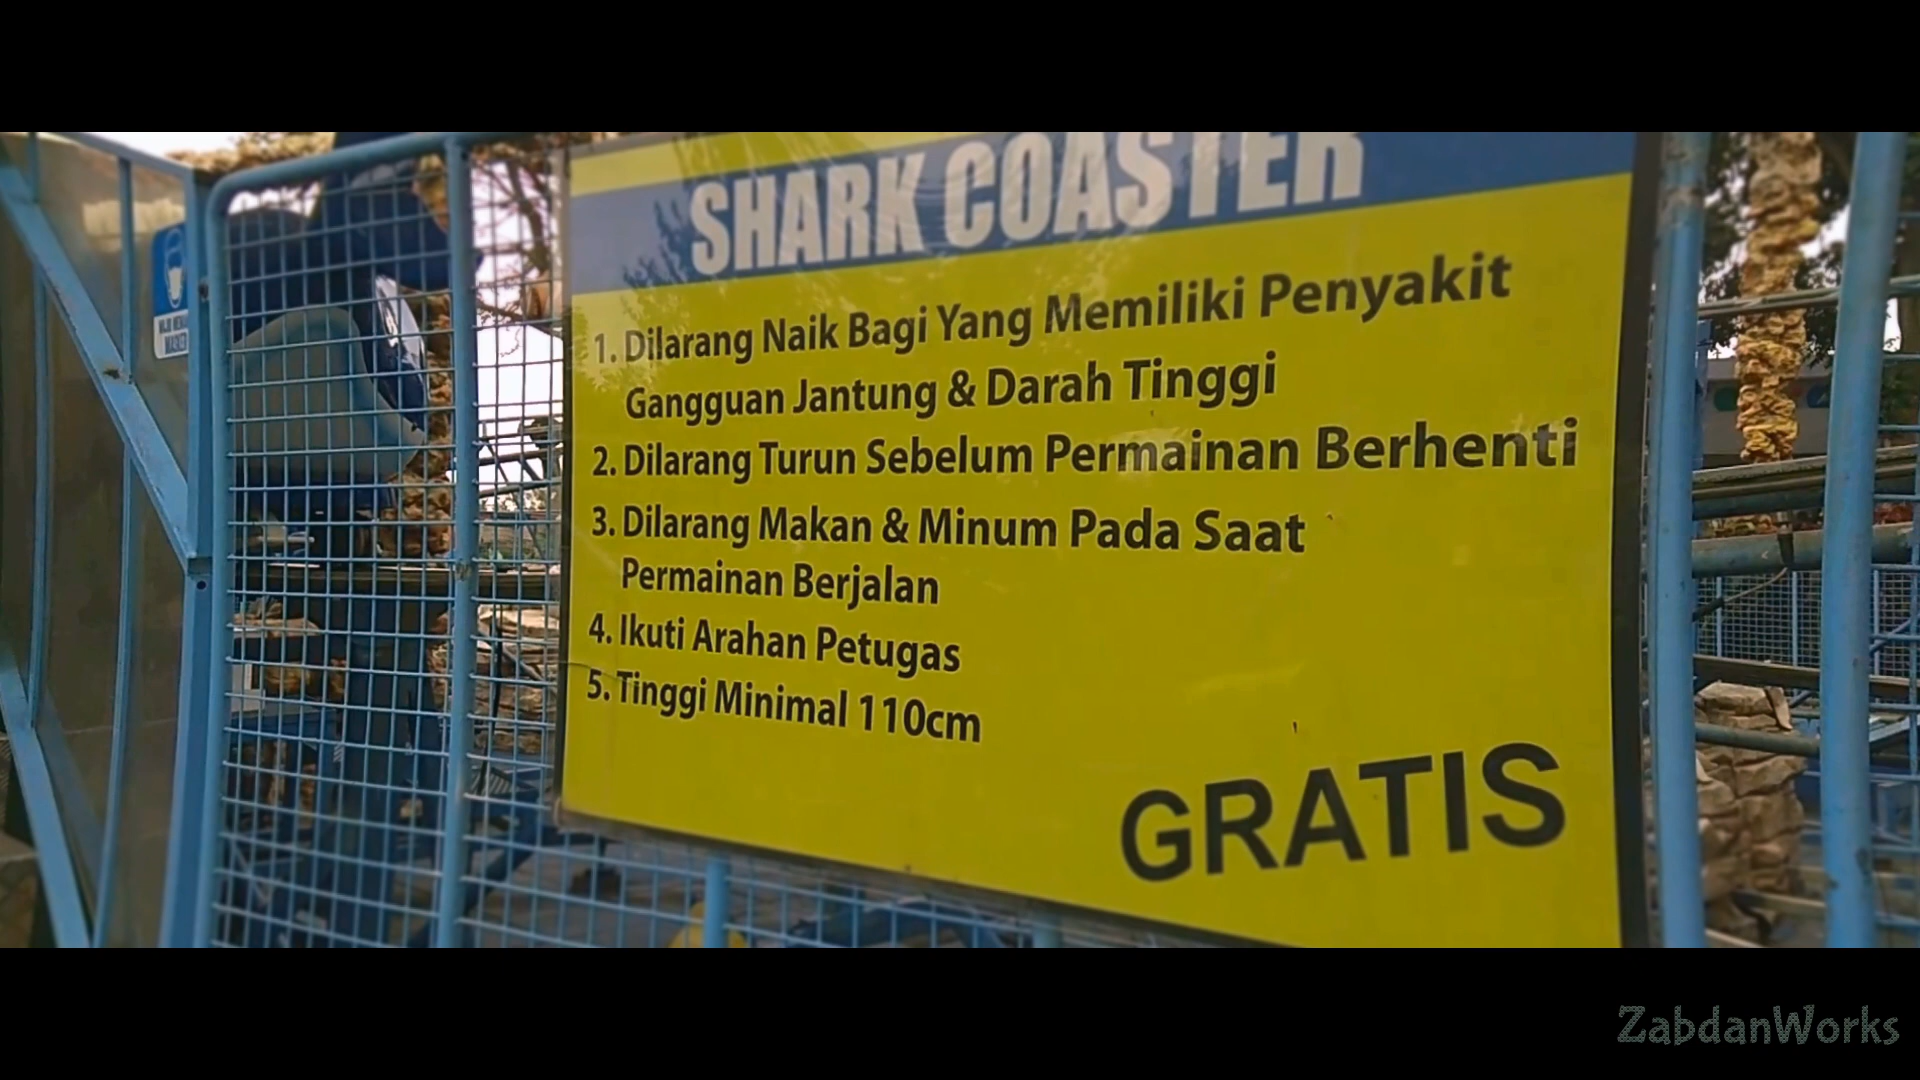 SHARK COASTER
1. Dilarang Naik Bagi Yang Memiliki Penyakit
Gangguan Jantung & Darah Tinggi
2. Dilarang Turun Sebelum Permainan Berhenti
3. Dilarang Makan & Minum Pada Saat
Permainan Berjalan
4. Ikuti Arahan Petugas
5. Tinggi Minimal 110cm
GRATIS
ZabdanWorks